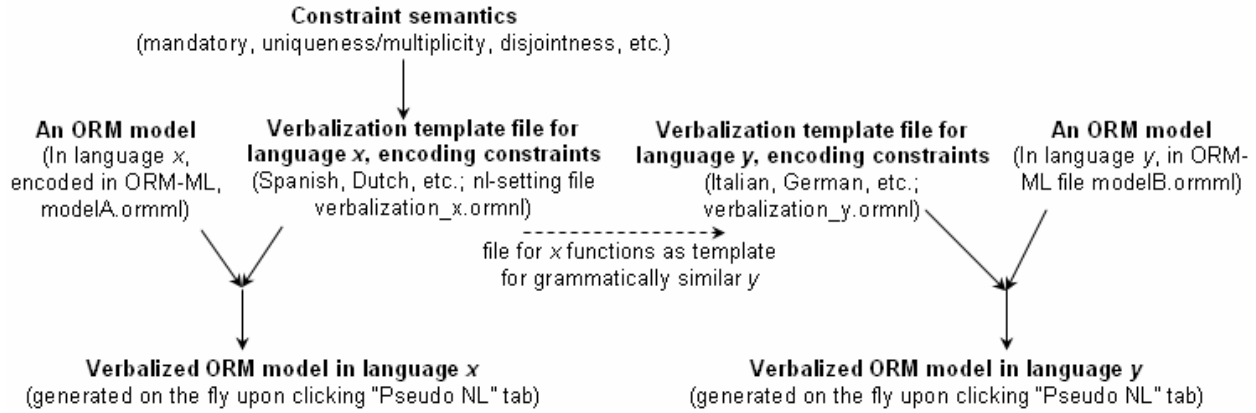 Constraint semantics
(mandatory, uniqueness/multiplicity, disjointness, etc.)
An ORM model
(In language x,
encoded in ORM-ML,
modelA.ormml)
Verbalization template file for
language x, encoding constraints
(Spanish, Dutch, etc.; nl-setting file
verbalization_x.ormnl)
Verbalization template file for
language y, encoding constraints
(Italian, German, etc.;
verbalization_y.ormnl)
An ORM model
(In language y, in ORM-
ML file modelB.ormml)
file for x functions as template
for grammatically similar y
Verbalized ORM model in language x
(generated on the fly upon clicking "Pseudo NL" tab)
Verbalized ORM model in language y
(generated on the fly upon clicking "Pseudo NL" tab)